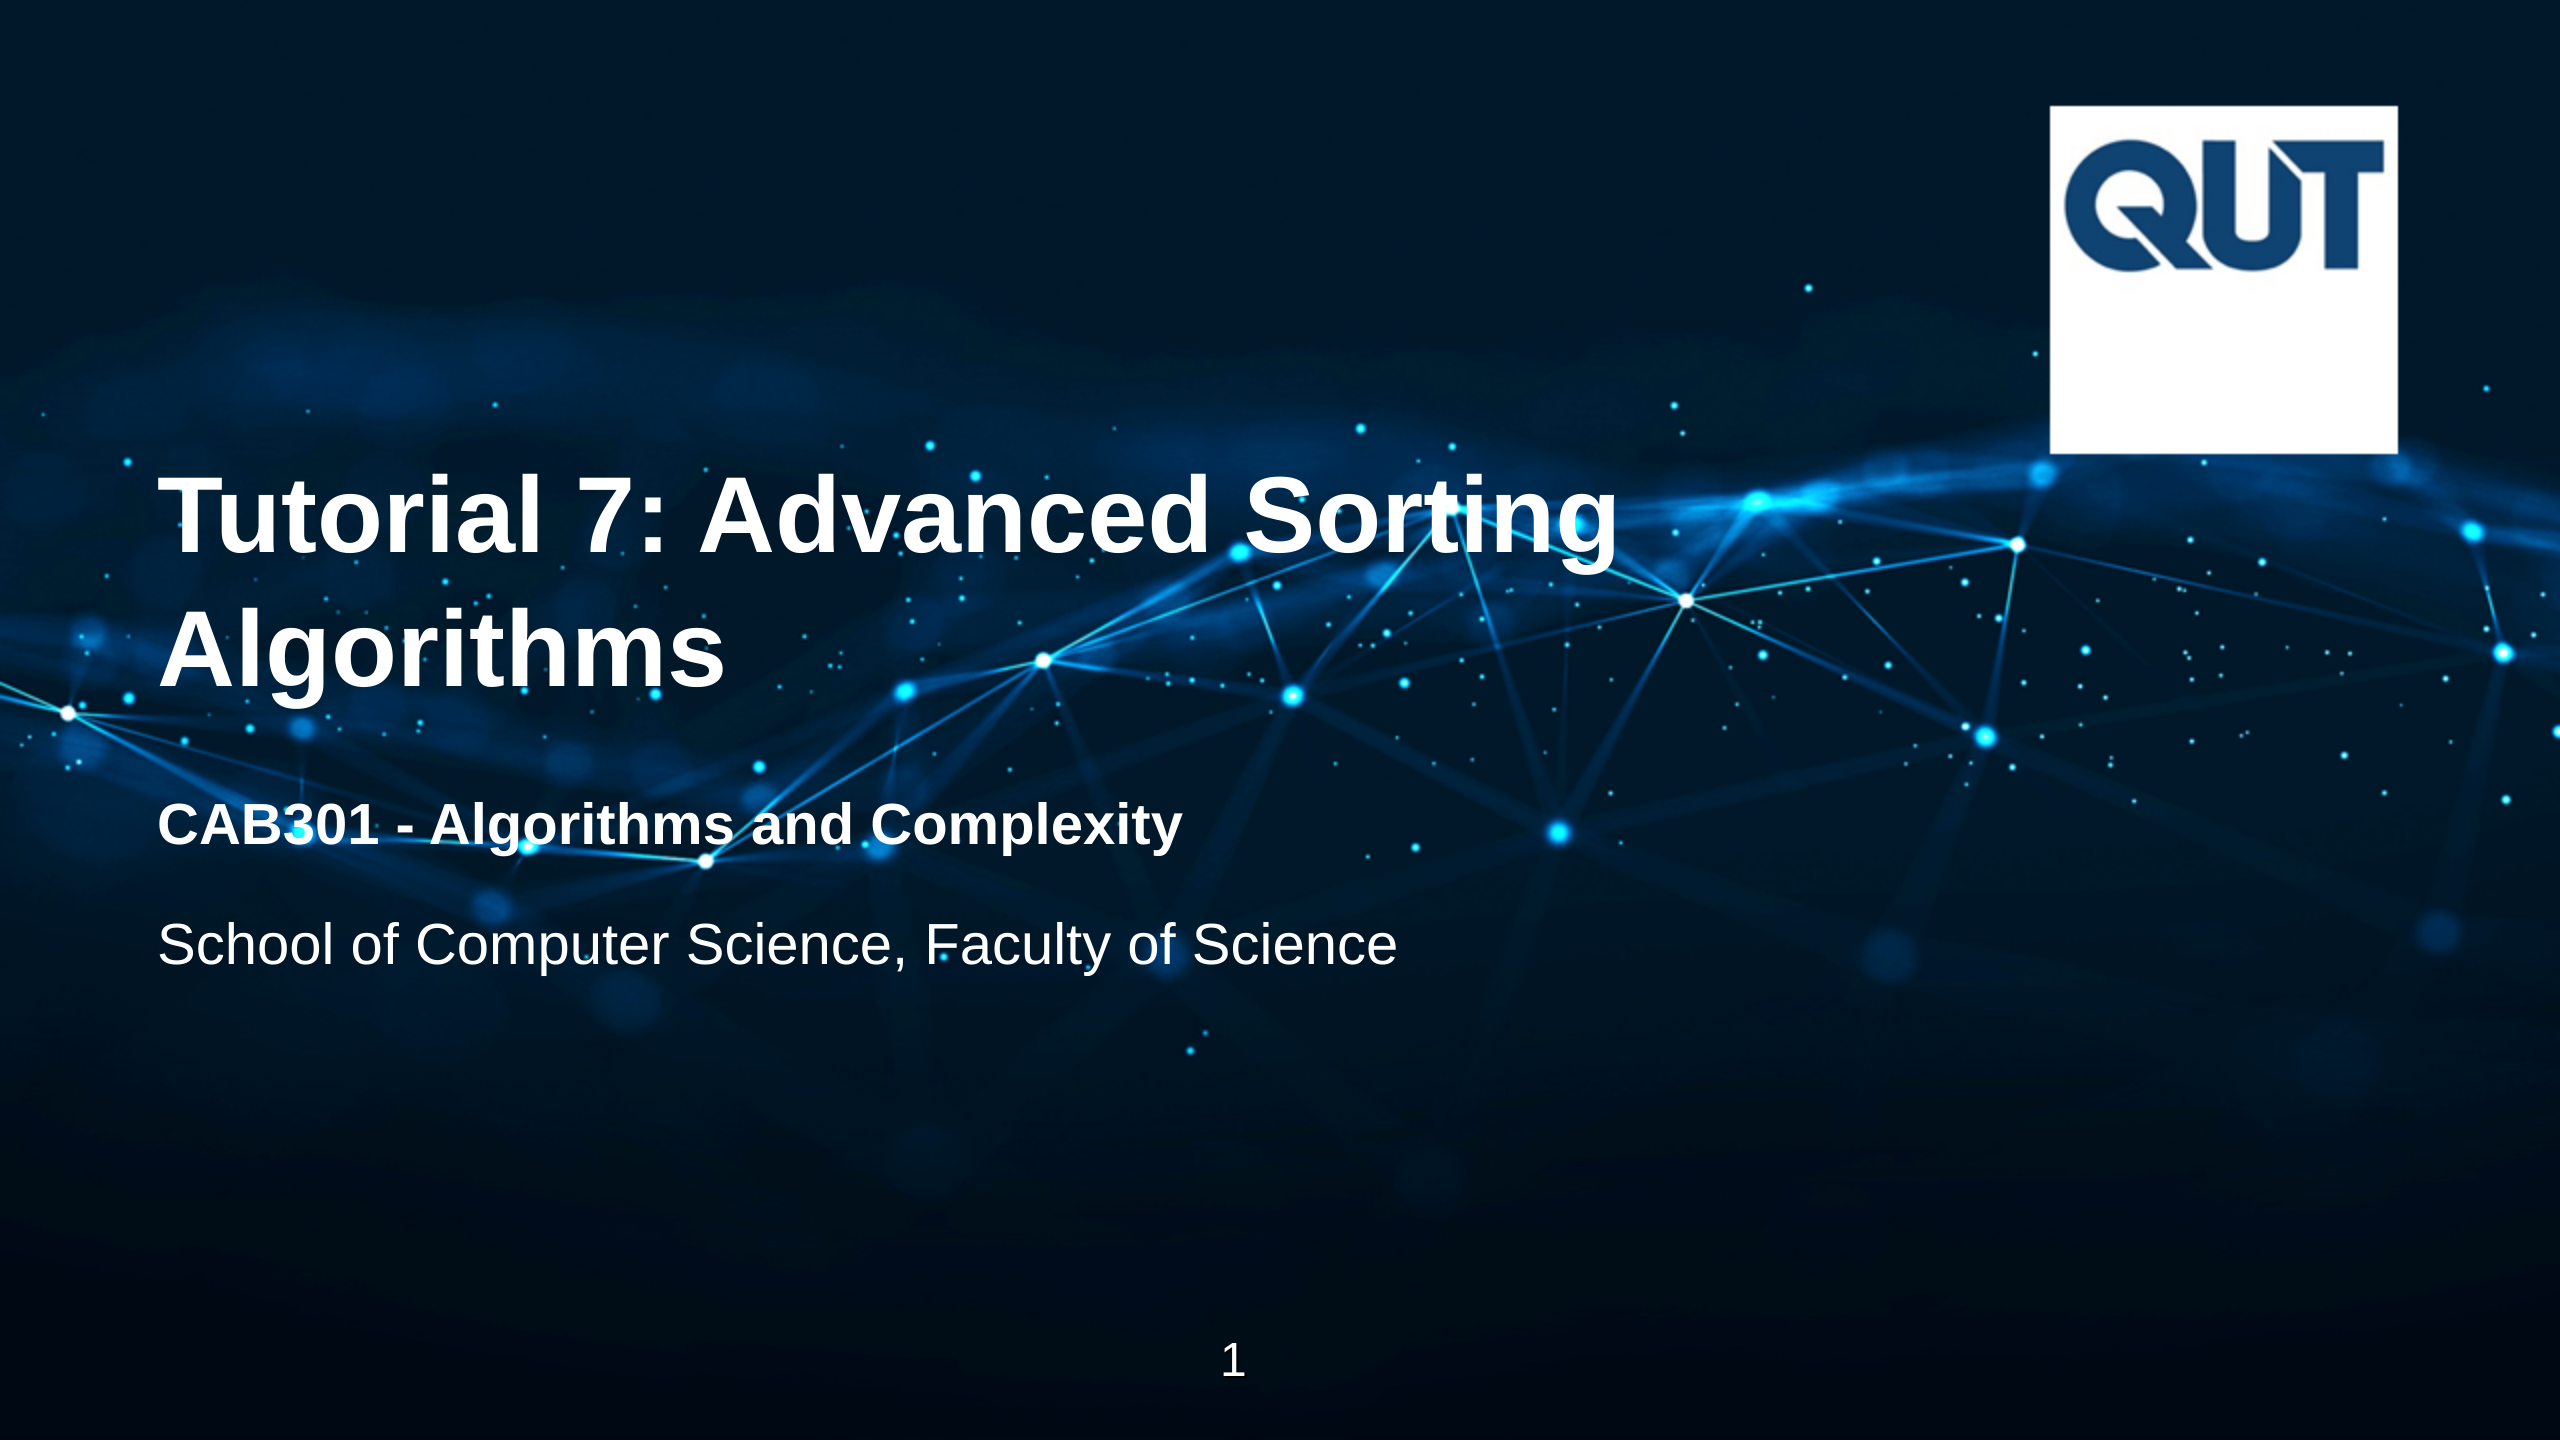 QUT
Tutorial 7: Advanced Sorting
Algorithms
CAB301 - Algorithms and Complexity
School of Computer Science, Faculty of Science
1